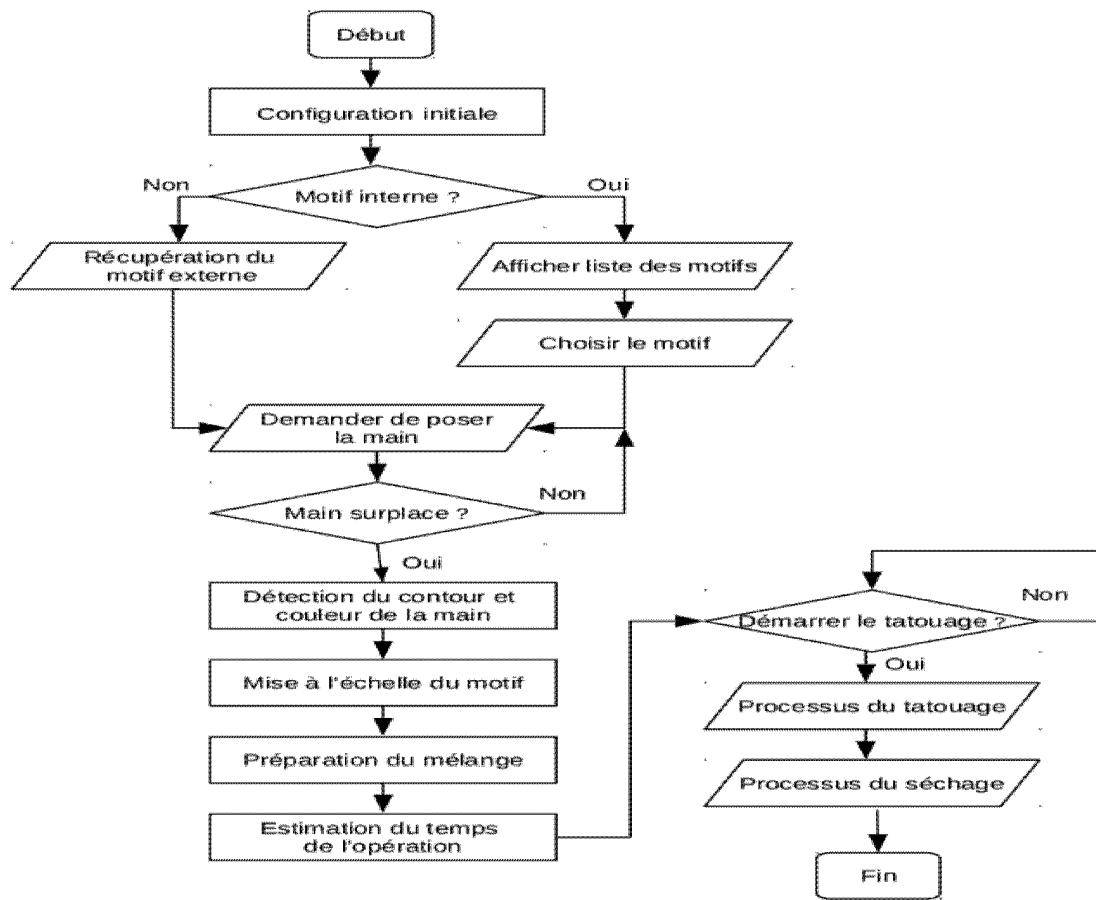 Début
Configuration initiale
Motif interne ?
Non
Oui
Récupération du
motif externe
Afficher liste des motifs
Choisir le motif
Demander de poser
la main
Main surplace ?
Non
Oui
Détection du contour et
couleur de la main
Mise à l'échelle du motif
Préparation du mélange
Estimation du temps
de l'opération
Démarrer le tatouage ?
Non
Oui
Processus du tatouage
Processus du séchage
Fin